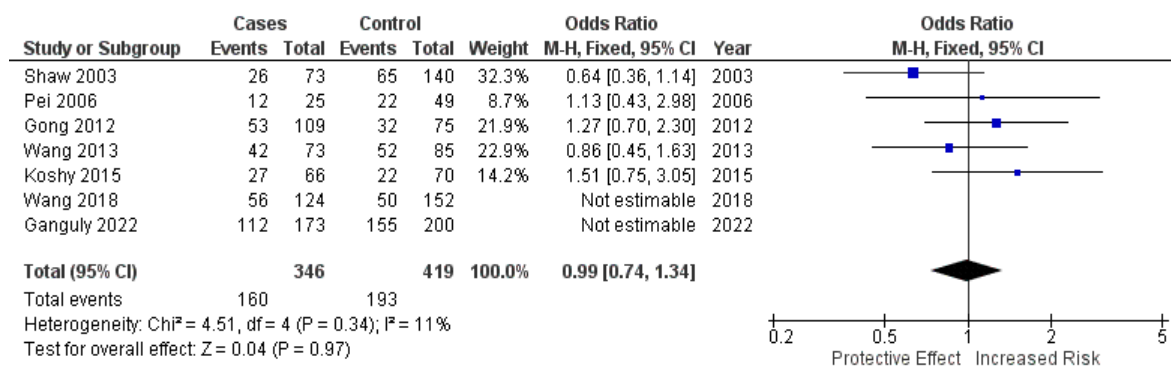 Cases Control Odds Ratio Odds Ratio
Study or Subgroup Events Total Events Total Weight M-H, Fixed, 95% CI Year M-H, Fixed, 95% CI
Shaw 2003 26 73 65 140 32.3% 0.64 [0.36, 1.14] 2003
Pei 2006 12 25 22 49 8.7% 1.13 [0.43, 2.98] 2006
Gong 2012 53 109 32 75 21.9% 1.27 [0.70, 2.30] 2012
Wang 2013 42 73 52 85 22.9% 0.86 [0.45, 1.63] 2013
Koshy 2015 27 66 22 70 14.2% 1.51 [0.75, 3.05] 2015
Wang 2018 56 124 50 152 Not estimable 2018
Ganguly 2022 112 173 155 200 Not estimable 2022
Total (95% CI) 346 419 100.0% 0.99 [0.74, 1.34]
Total events 160 193
Heterogeneity: Chi² = 4.51, df = 4 (P = 0.34); I² = 11%
Test for overall effect: Z = 0.04 (P = 0.97)
0.2 0.5 1 2 5
Protective Effect Increased Risk